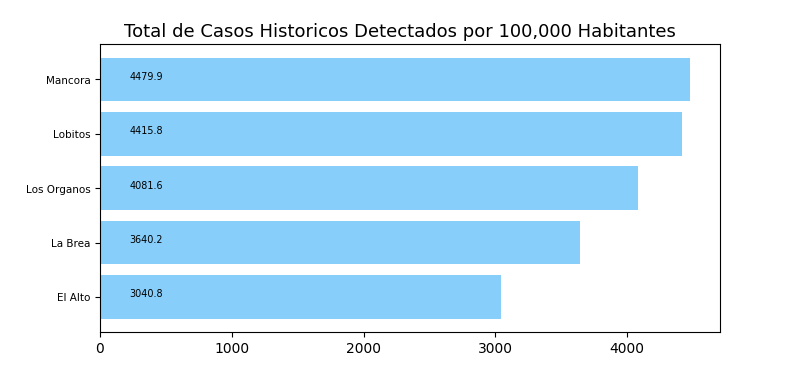 Total de Casos Historicos Detectados por 100,000 Habitantes
Mancora 4479.9
Lobitos 4415.8
Los Organos 4081.6
La Brea 3640.2
El Alto 3040.8
0 1000 2000 3000 4000